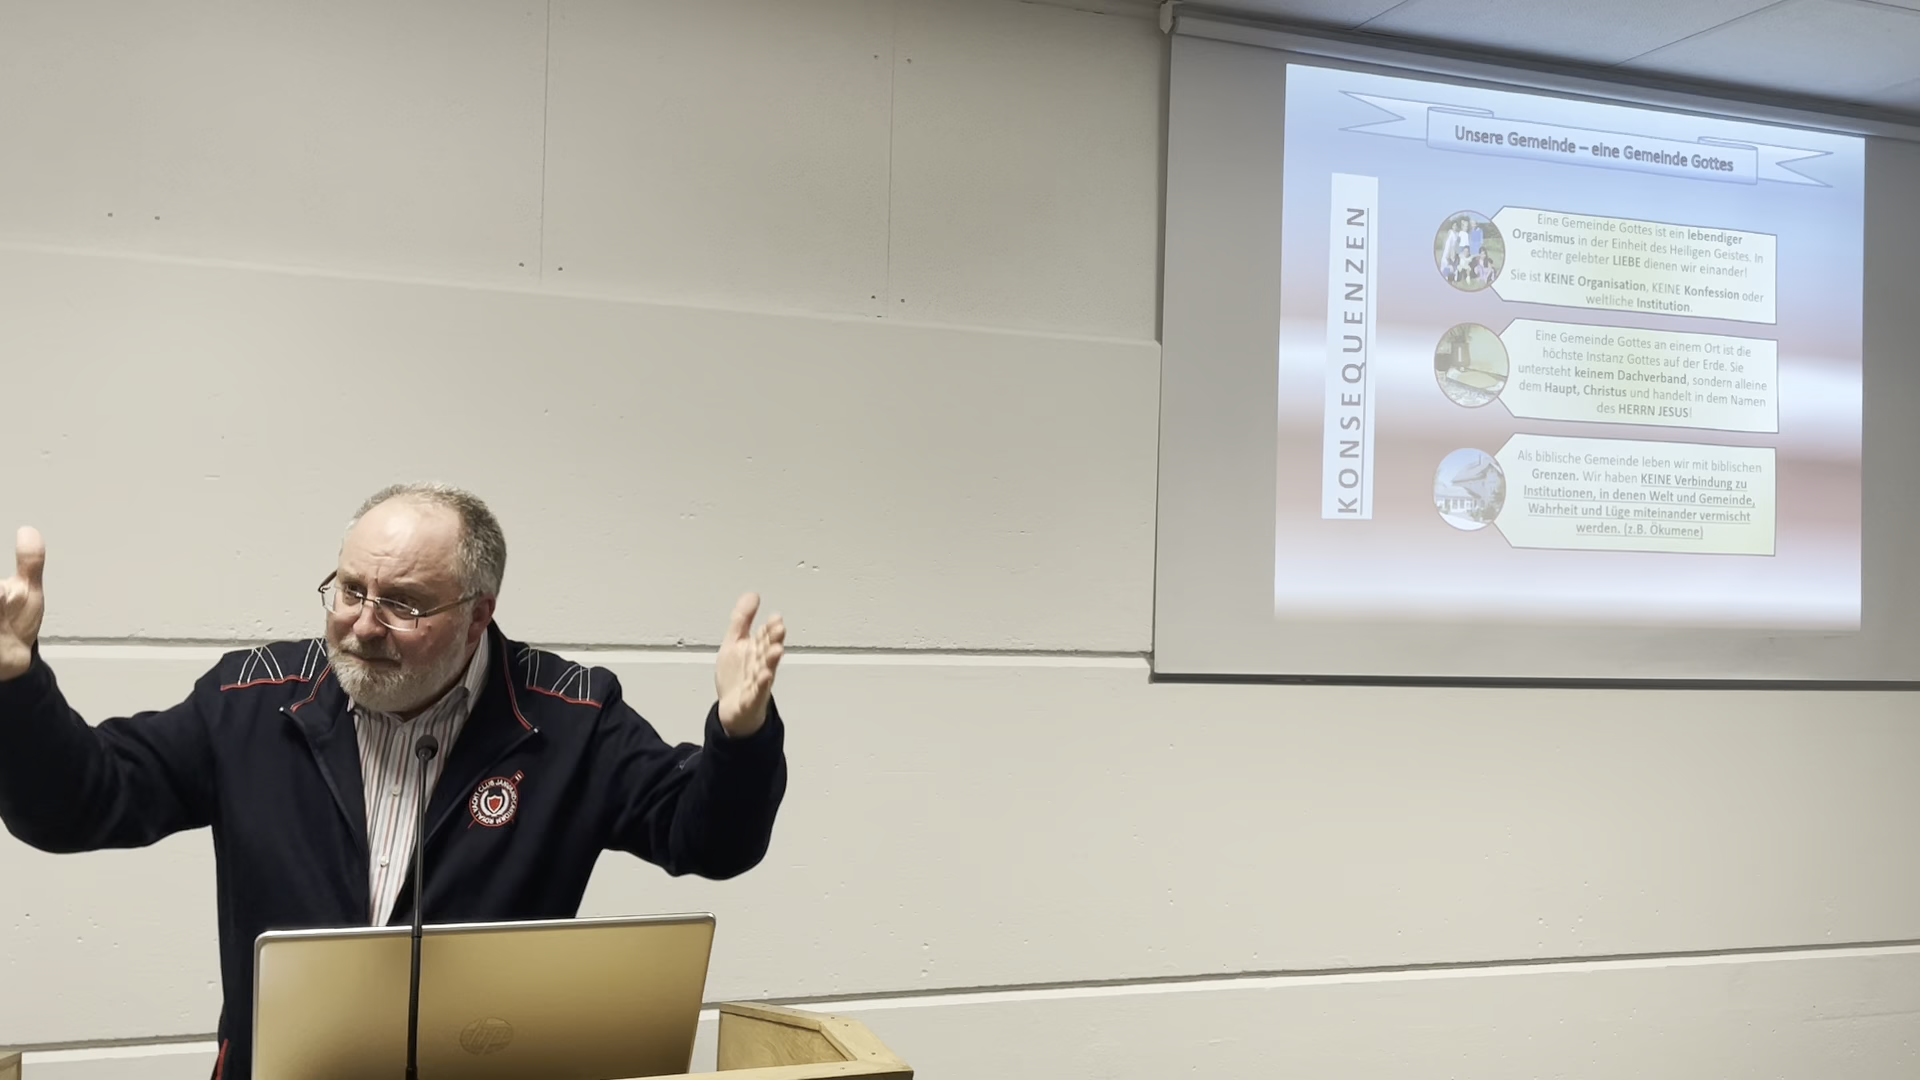 Unsere Gemeinde – eine Gemeinde Gottes
KONSEQUENZEN
Eine Gemeinde Gottes ist ein lebendiger
Organismus in der Einheit des Heiligen Geistes. In
echter gelebter LIEBE dienen wir einander!
Sie ist KEINE Organisation, KEINE Konfession oder
weltliche Institution.
Eine Gemeinde Gottes an einem Ort ist die
höchste Instanz Gottes auf der Erde. Sie
untersteht keinem Dachverband, sondern alleine
dem Haupt, Christus und handelt in dem Namen
des HERRN JESUS!
Als biblische Gemeinde leben wir mit biblischen
Grenzen. Wir haben KEINE Verbindung zu
Institutionen, in denen Welt und Gemeinde,
Wahrheit und Lüge miteinander vermischt
werden. (z.B. Ökumene)
YACHT CLUB
ROYAL
hp